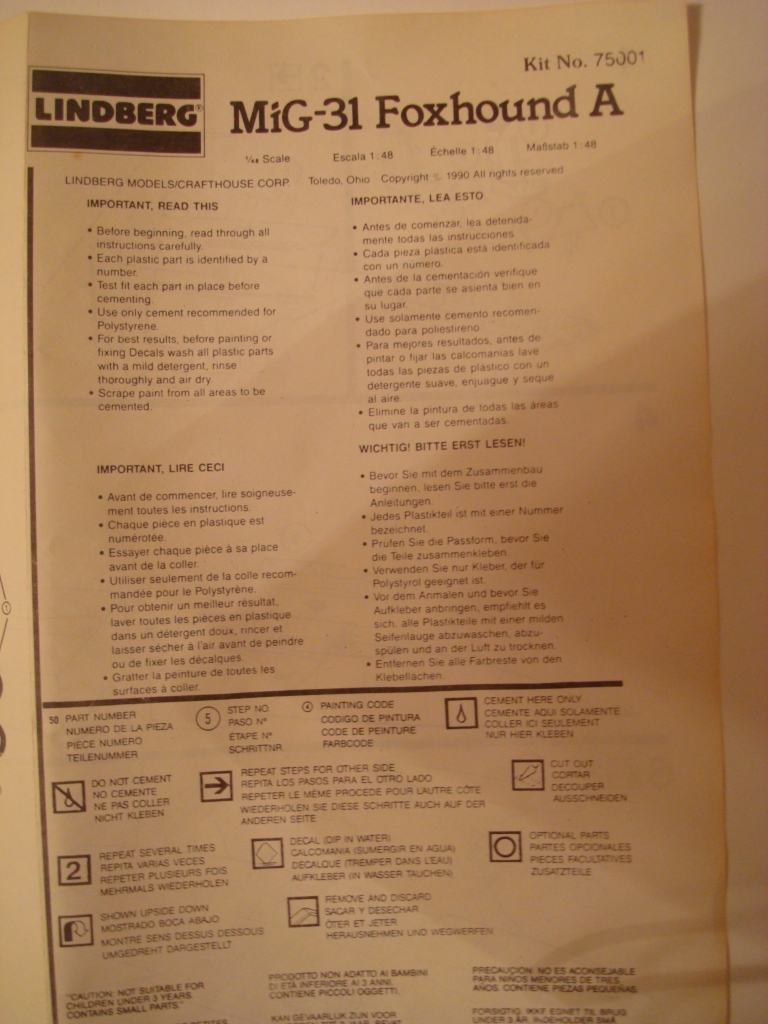 Kit No. 75001
LINDBERG®
MiG-31 Foxhound A
1/48 Scale Escala 1:48 Échelle 1:48 Maßstab 1:48
LINDBERG MODELS/CRAFTHOUSE CORP. Toledo, Ohio Copyright © 1990 All rights reserved
IMPORTANT, READ THIS
• Before beginning, read through all
instructions carefully.
• Each plastic part is identified by a
number.
• Test fit each part in place before
cementing.
• Use only cement recommended for
Polystyrene.
• For best results, before painting or
fixing Decals wash all plastic parts
with a mild detergent, rinse
thoroughly and air dry.
• Scrape paint from all areas to be
cemented.
IMPORTANTE, LEA ESTO
• Antes de comenzar, lea detenida-
mente todas las instrucciones.
• Cada pieza plástica está identificada
con un número.
• Antes de la cementación verifique
que cada parte se asienta bien en
su lugar.
• Use solamente cemento recomen-
dado para poliestireno
• Para mejores resultados, antes de
pintar o fijar las calcomanias lave
todas las piezas de plástico con un
detergente suave, enjuague y seque
al aire.
• Elimine la pintura de todas las áreas
que van a ser cementadas.
IMPORTANT, LIRE CECI
• Avant de commencer, lire soigneuse-
ment toutes les instructions.
• Chaque pièce en plastique est
numérotée.
• Essayer chaque pièce à sa place
avant de la coller.
• Utiliser seulement de la colle recom-
mandée pour le Polystyrène.
• Pour obtenir un meilleur résultat,
laver toutes les pièces en plastique
dans un détergent doux, rincer et
laisser sécher à l'air avant de peindre
ou de fixer les décalques.
• Gratter la peinture de toutes les
surfaces à coller.
WICHTIG! BITTE ERST LESEN!
• Bevor Sie mit dem Zusammenbau
beginnen, lesen Sie bitte erst die
Anleitungen.
• Jedes Plastikteil ist mit einer Nummer
bezeichnet.
• Prüfen Sie die Passform, bevor Sie
die Teile zusammenkleben.
• Verwenden Sie nur Kleber, der für
Polystyrol geeignet ist.
• Vor dem Anmalen und bevor Sie
Aufkleber anbringen, empfiehlt es
sich, alle Plastikteile mit einer milden
Seifenlauge abzuwaschen, abzu-
spülen und an der Luft zu trocknen.
• Entfernen Sie alle Farbreste von den
Klebeflächen.
50 PART NUMBER
NUMERO DE LA PIEZA
PIECE NUMERO
TEILENUMMER
5 STEP NO.
PASO Nº
ÉTAPE Nº
SCHRITTNR.
4 PAINTING CODE
CODIGO DE PINTURA
CODE DE PEINTURE
FARBCODE
CEMENT HERE ONLY
CEMENTE AQUI SOLAMENTE
COLLER ICI SEULEMENT
NUR HIER KLEBEN
DO NOT CEMENT
NO CEMENTE
NE PAS COLLER
NICHT KLEBEN
REPEAT STEPS FOR OTHER SIDE
REPITA LOS PASOS PARA EL OTRO LADO
REPETER LE MÊME PROCEDE POUR L'AUTRE CÔTE
WIEDERHOLEN SIE DIESE SCHRITTE AUCH AUF DER
ANDEREN SEITE
CUT OUT
CORTAR
DECOUPER
AUSSCHNEIDEN
2 REPEAT SEVERAL TIMES
REPITA VARIAS VECES
REPETER PLUSIEURS FOIS
MEHRMALS WIEDERHOLEN
DECAL (DIP IN WATER)
CALCOMANIA (SUMERGIR EN AGUA)
DECALQUE (TREMPER DANS L'EAU)
AUFKLEBER (IN WASSER TAUCHEN)
OPTIONAL PARTS
PARTES OPCIONALES
PIECES FACULTATIVES
ZUSATZTEILE
SHOWN UPSIDE DOWN
MOSTRADO BOCA ABAJO
MONTRE SENS DESSUS DESSOUS
UMGEDREHT DARGESTELLT
REMOVE AND DISCARD
SACAR Y DESECHAR
ÔTER ET JETER
HERAUSNEHMEN UND WEGWERFEN
"CAUTION: NOT SUITABLE FOR
CHILDREN UNDER 3 YEARS.
CONTAINS SMALL PARTS."
PRODOTTO NON ADATTO AI BAMBINI
DI ETÀ INFERIORE AI 3 ANNI.
CONTIENE PICCOLI OGGETTI.
PRECAUCION: NO ES ACONSEJABLE
PARA NIÑOS MENORES DE TRES
AÑOS. CONTIENE PIEZAS PEQUEÑAS.
KAN GEVAARLIJK ZIJN VOOR
FORSIGTIG. IKKE EGNET TIL BRUG
UNDER 3 ÅR. INDEHOLDER SMÅ